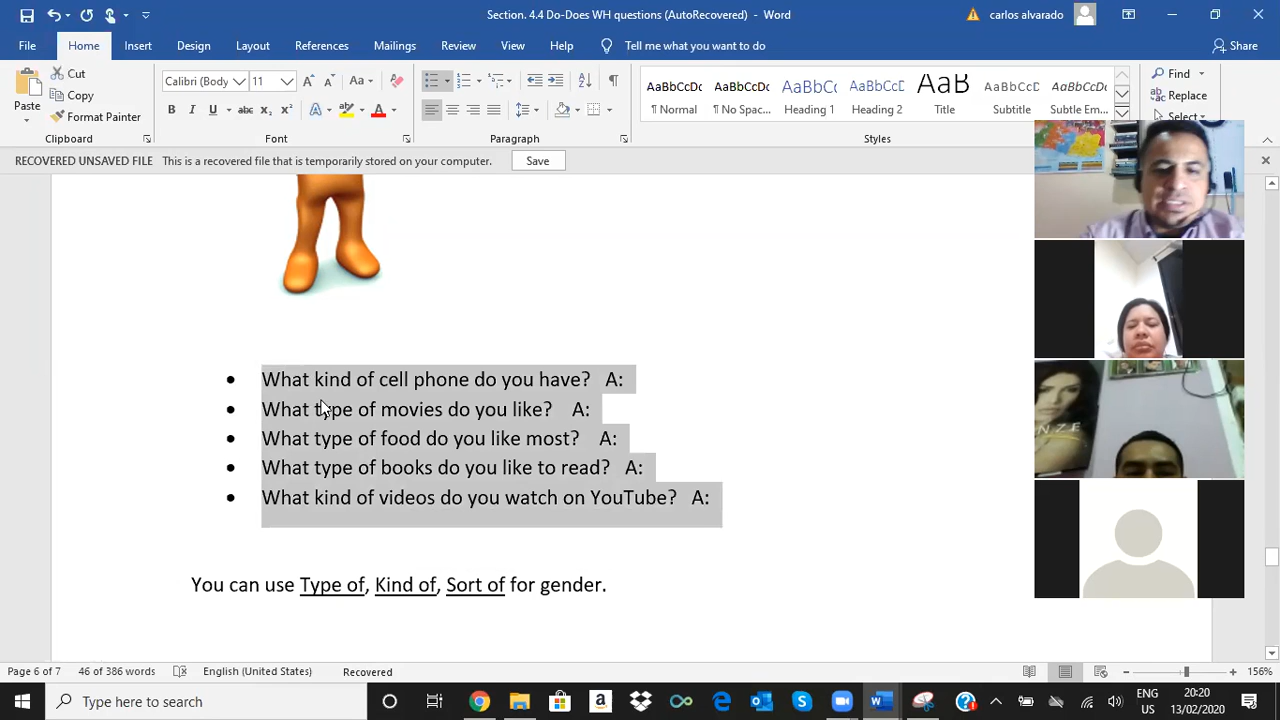 Section. 4.4 Do-Does WH questions (AutoRecovered) - Word
carlos alvarado
File Home Insert Design Layout References Mailings Review View Help Tell me what you want to do Share
Paste
Cut
Copy
Format Painter
Clipboard
Calibri (Body 11
Font
Paragraph
AaBbCcDc AaBbCcDc AaBbC( AaBbCcC AaB AaBbCcD AaBbCcDc
¶ Normal ¶ No Spac... Heading 1 Heading 2 Title Subtitle Subtle Em...
Styles
Find
Replace
Select
RECOVERED UNSAVED FILE This is a recovered file that is temporarily stored on your computer. Save
• What kind of cell phone do you have? A:
• What type of movies do you like? A:
• What type of food do you like most? A:
• What type of books do you like to read? A:
• What kind of videos do you watch on YouTube? A:
You can use Type of, Kind of, Sort of for gender.
NZE
Page 6 of 7 46 of 386 words English (United States) Recovered 156%
Type here to search
ENG
US
20:20
13/02/2020